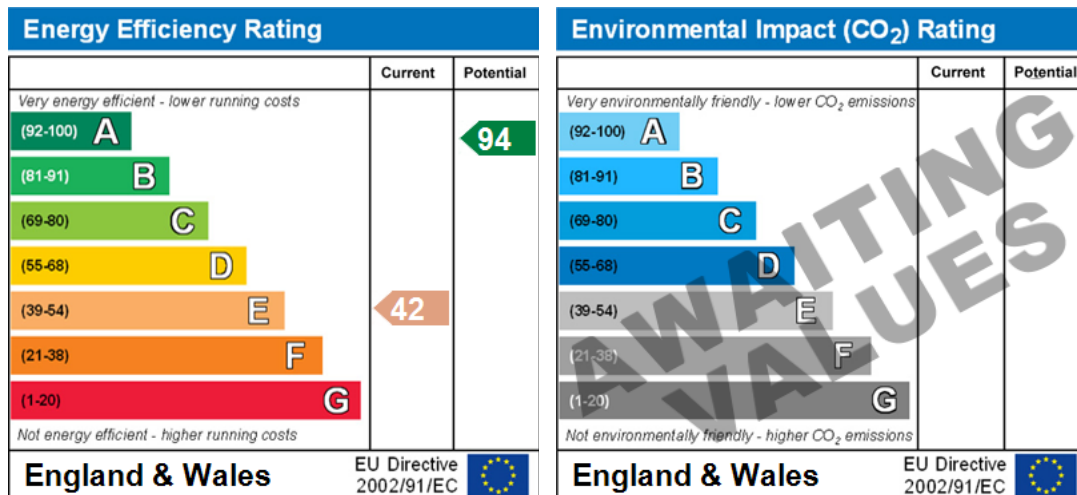 Energy Efficiency Rating
Current Potential
Very energy efficient - lower running costs
(92-100) A
94
(81-91) B
(69-80) C
(55-68) D
(39-54) E
42
(21-38) F
(1-20) G
Not energy efficient - higher running costs
England & Wales
EU Directive
2002/91/EC
Environmental Impact (CO₂) Rating
Current Potential
Very environmentally friendly - lower CO₂ emissions
(92-100) A
(81-91) B
(69-80) C
(55-68) D
(39-54) E
(21-38) F
(1-20) G
AWAITING
VALUES
Not environmentally friendly - higher CO₂ emissions
England & Wales
EU Directive
2002/91/EC